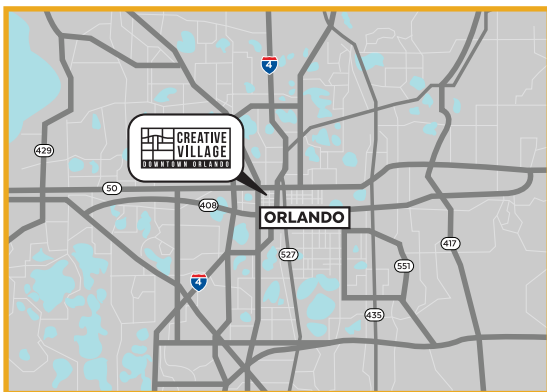 4
CREATIVE
VILLAGE
DOWNTOWN ORLANDO
429
50
408
ORLANDO
527
417
551
4
435